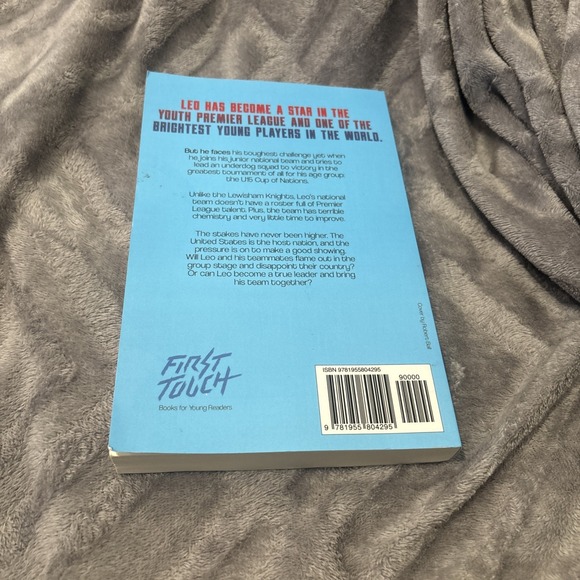 LEO HAS BECOME A STAR IN THE
YOUTH PREMIER LEAGUE AND ONE OF THE
BRIGHTEST YOUNG PLAYERS IN THE WORLD.
But he faces his toughest challenge yet when
he joins his junior national team and tries to
lead an underdog squad to victory in the
greatest tournament of all for his age group:
the U15 Cup of Nations.
Unlike the Lewisham Knights, Leo's national
team doesn't have a roster full of Premier
League talent. Plus, the team has terrible
chemistry and very little time to improve.
The stakes have never been higher. The
United States is the host nation, and the
pressure is on to make a good showing.
Will Leo and his teammates flame out in the
group stage and disappoint their country?
Or can Leo become a true leader and bring
his team together?
Cover by
FIRST
TOUCH
Books for Young Readers
ISBN 9781955804295
90000
9 781955 804295